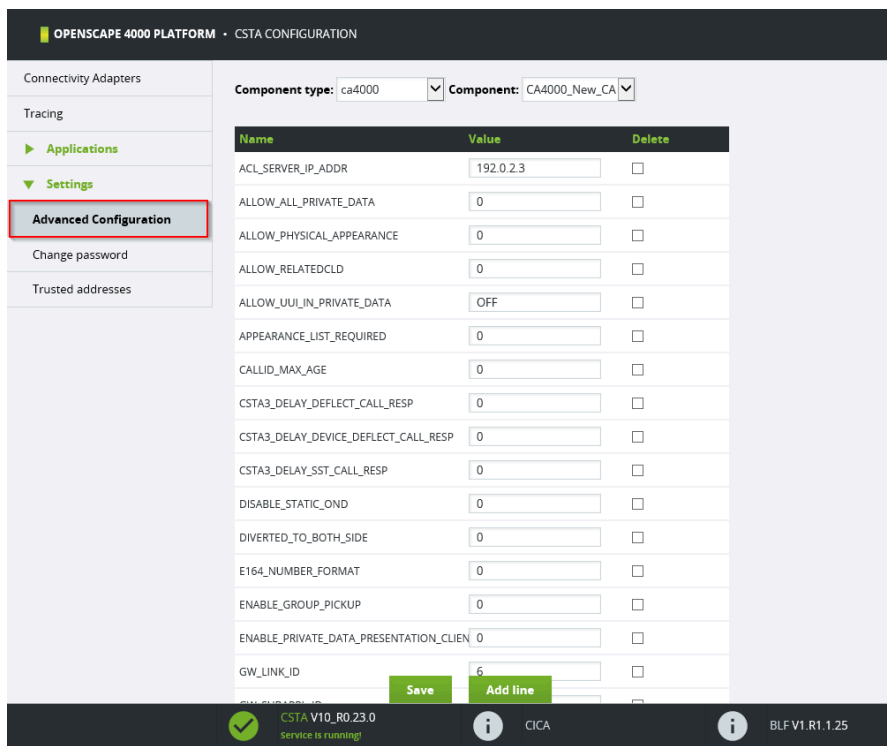 OPENSCAPE 4000 PLATFORM • CSTA CONFIGURATION
Connectivity Adapters
Tracing
Applications
Settings
Advanced Configuration
Change password
Trusted addresses
Component type: ca4000 Component: CA4000_New_CA
Name Value Delete
ACL_SERVER_IP_ADDR 192.0.2.3
ALLOW_ALL_PRIVATE_DATA 0
ALLOW_PHYSICAL_APPEARANCE 0
ALLOW_RELATEDCLD 0
ALLOW_UUI_IN_PRIVATE_DATA OFF
APPEARANCE_LIST_REQUIRED 0
CALLID_MAX_AGE 0
CSTA3_DELAY_DEFLECT_CALL_RESP 0
CSTA3_DELAY_DEVICE_DEFLECT_CALL_RESP 0
CSTA3_DELAY_SST_CALL_RESP 0
DISABLE_STATIC_OND 0
DIVERTED_TO_BOTH_SIDE 0
E164_NUMBER_FORMAT 0
ENABLE_GROUP_PICKUP 0
ENABLE_PRIVATE_DATA_PRESENTATION_CLIEN 0
GW_LINK_ID 6
Save Add line
CSTA V10_R0.23.0
Service is running!
CICA
BLF V1.R1.1.25